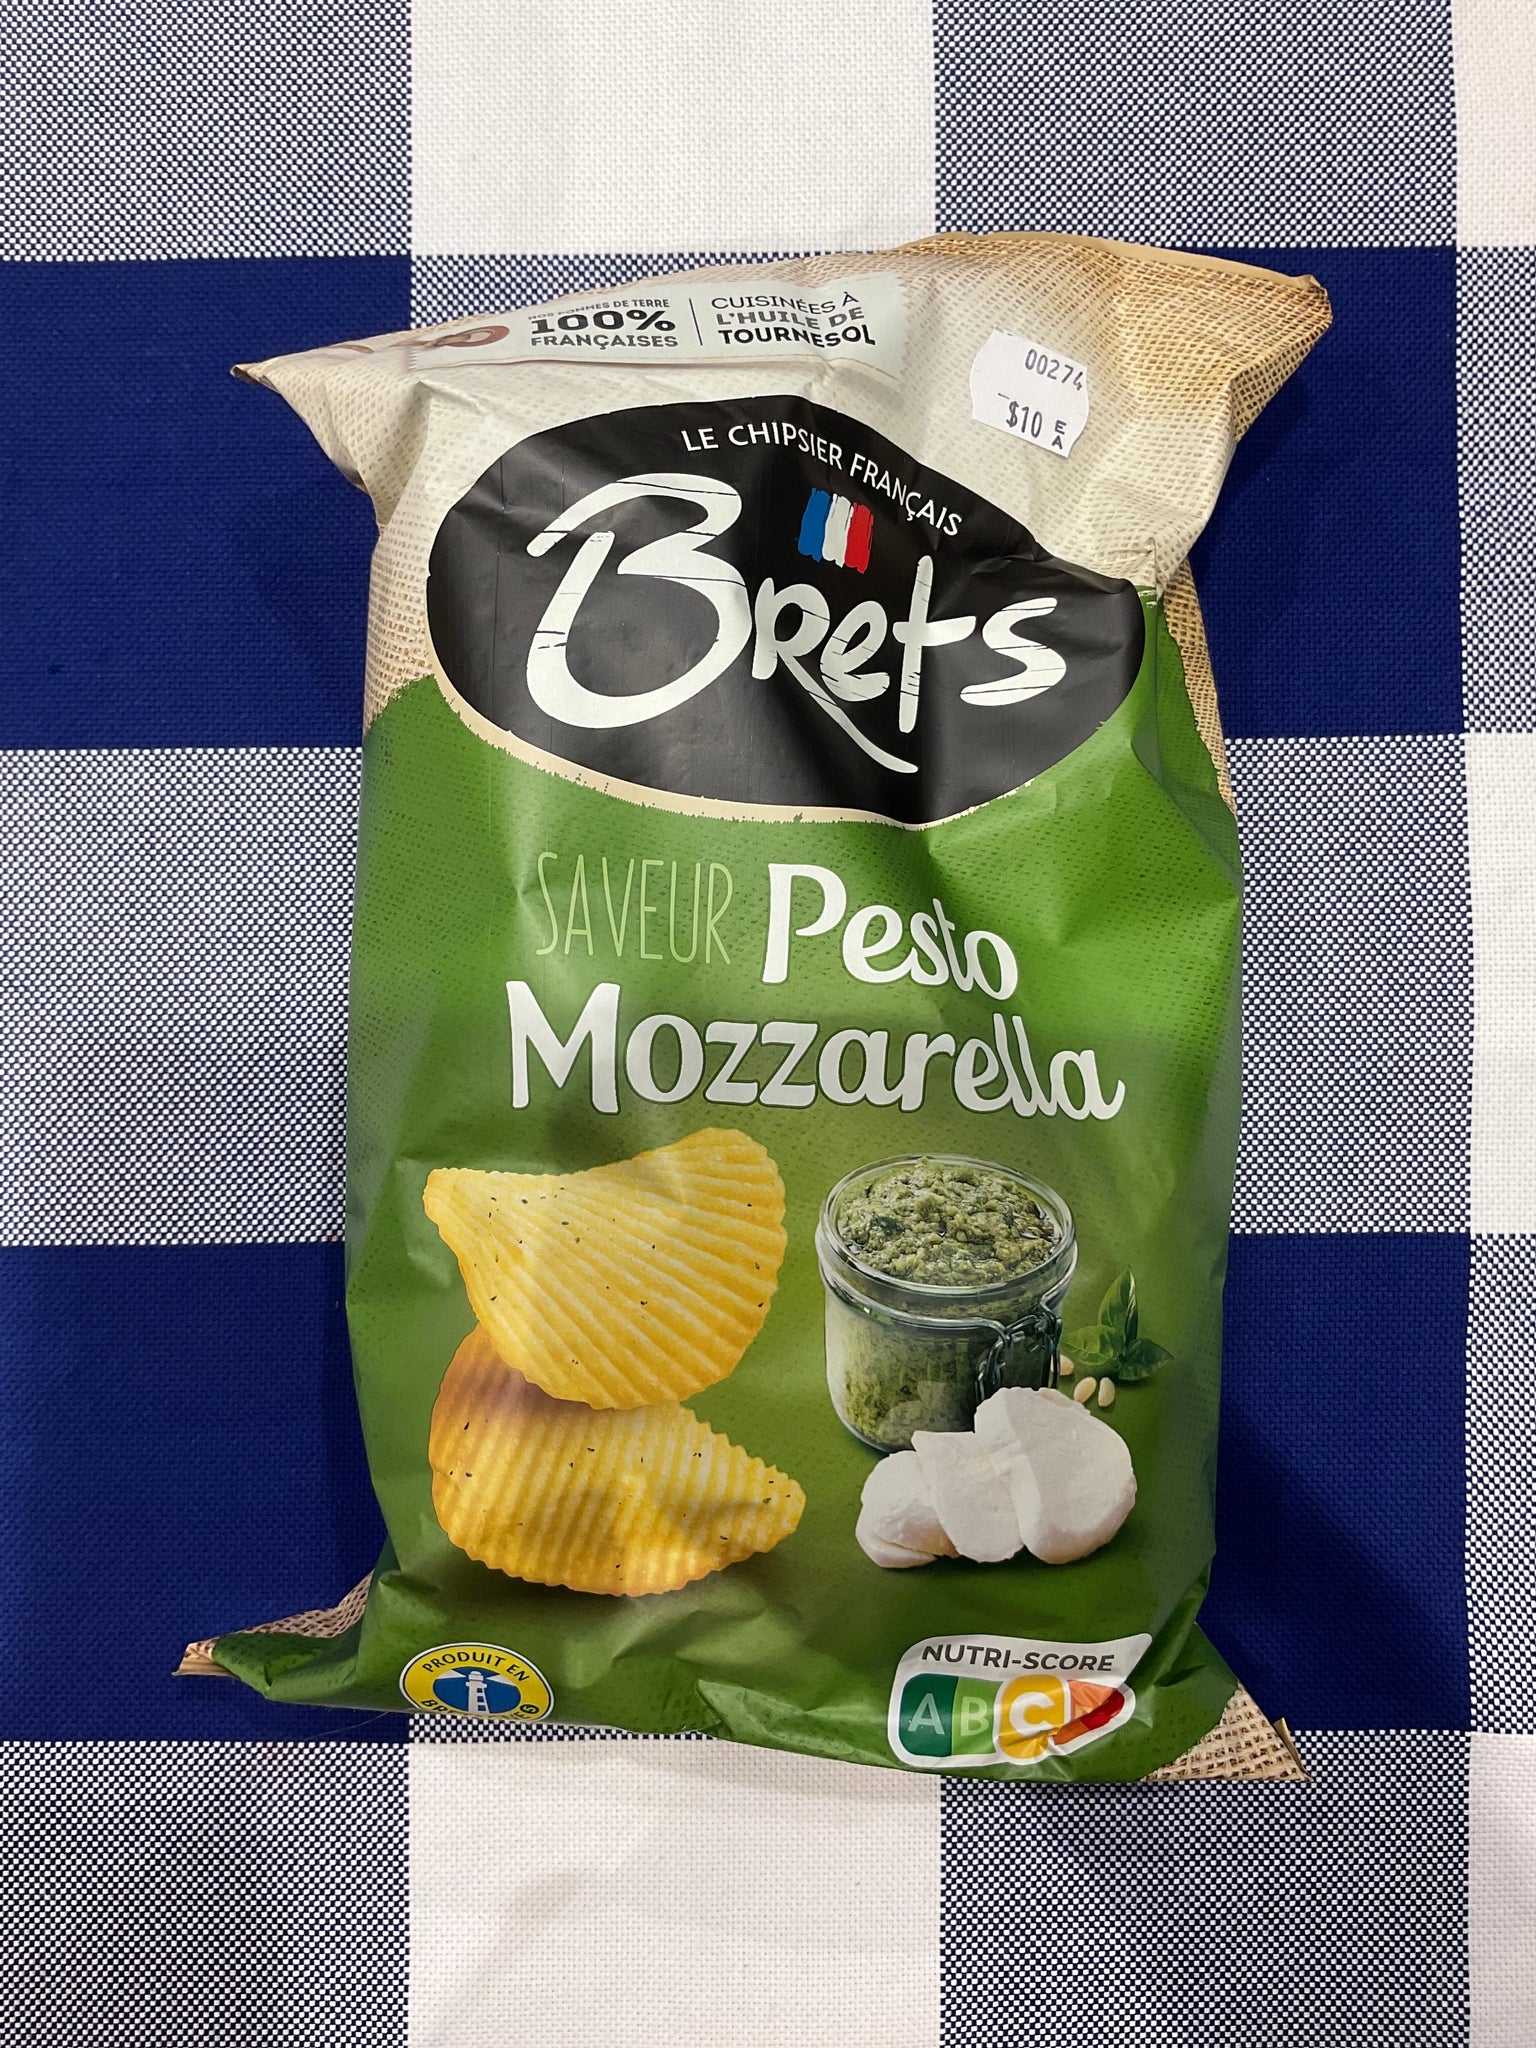 NOS POMMES DE TERRE
100%
FRANÇAISES
CUISINÉES À
L'HUILE DE
TOURNESOL
00274
$10 EA
LE CHIPSIER FRANÇAIS
Brets
SAVEUR Pesto
Mozzarella
PRODUIT EN
NUTRI-SCORE
A B C